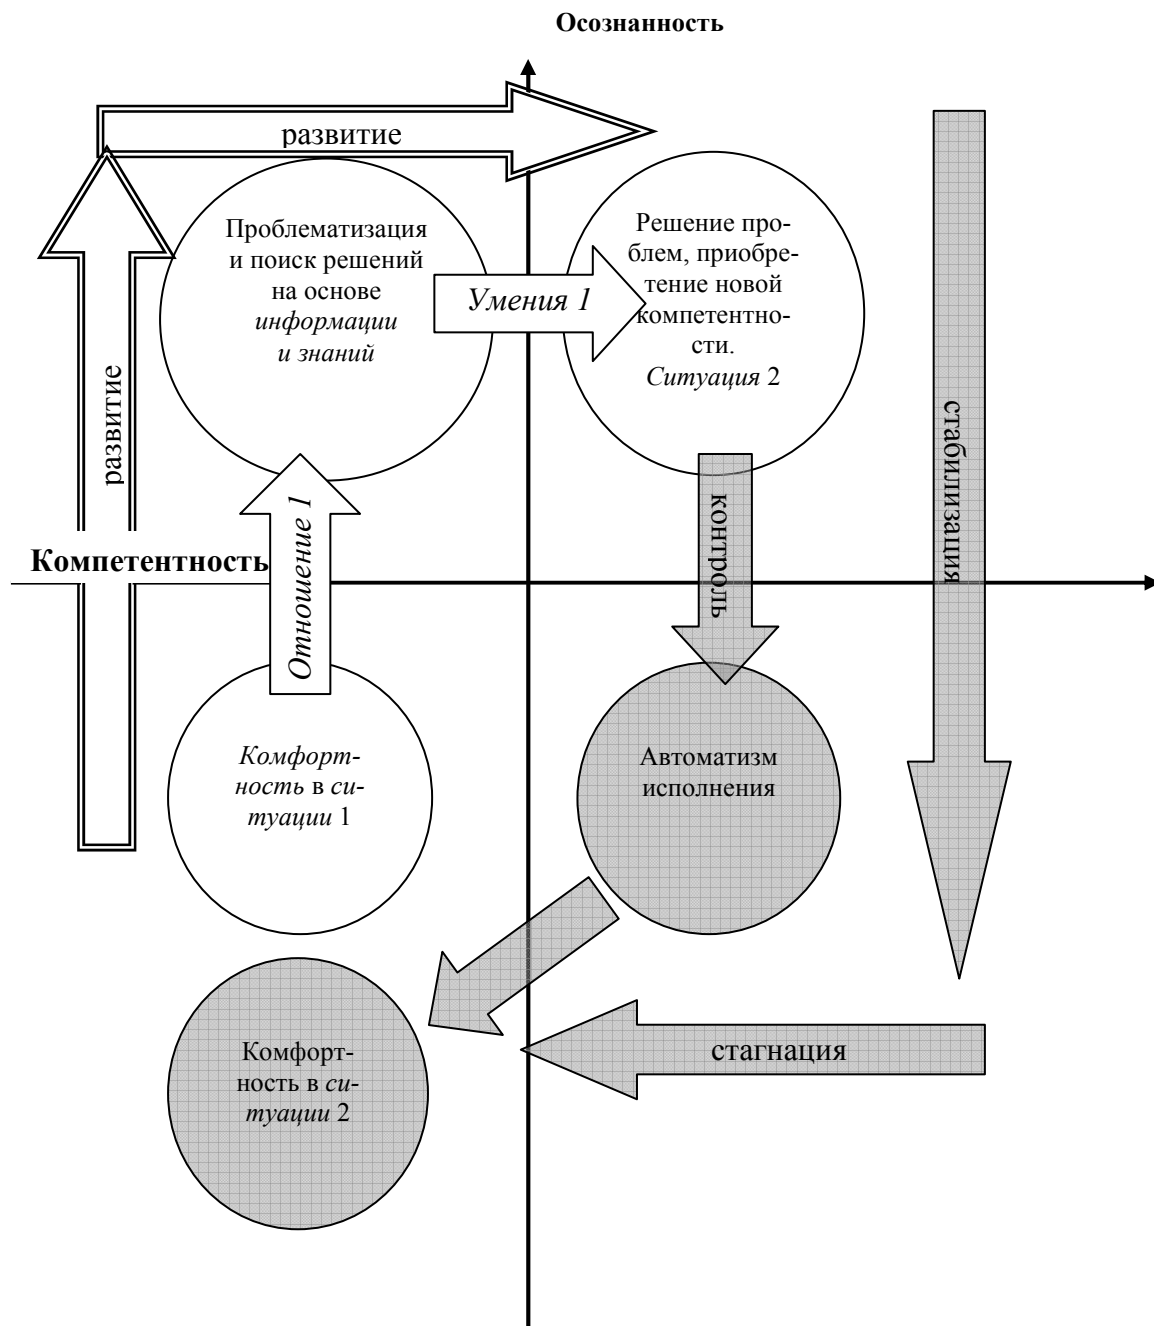 Осознанность
развитие
Проблематизация
и поиск решений
на основе
информации
и знаний
Умения 1
Решение про-
блем, приобре-
тение новой
компетентно-
сти.
Ситуация 2
развитие
стабилизация
контроль
Компетентность
Отношение 1
Комфорт-
ность в си-
туации 1
Автоматизм
исполнения
стагнация
Комфорт-
ность в си-
туации 2